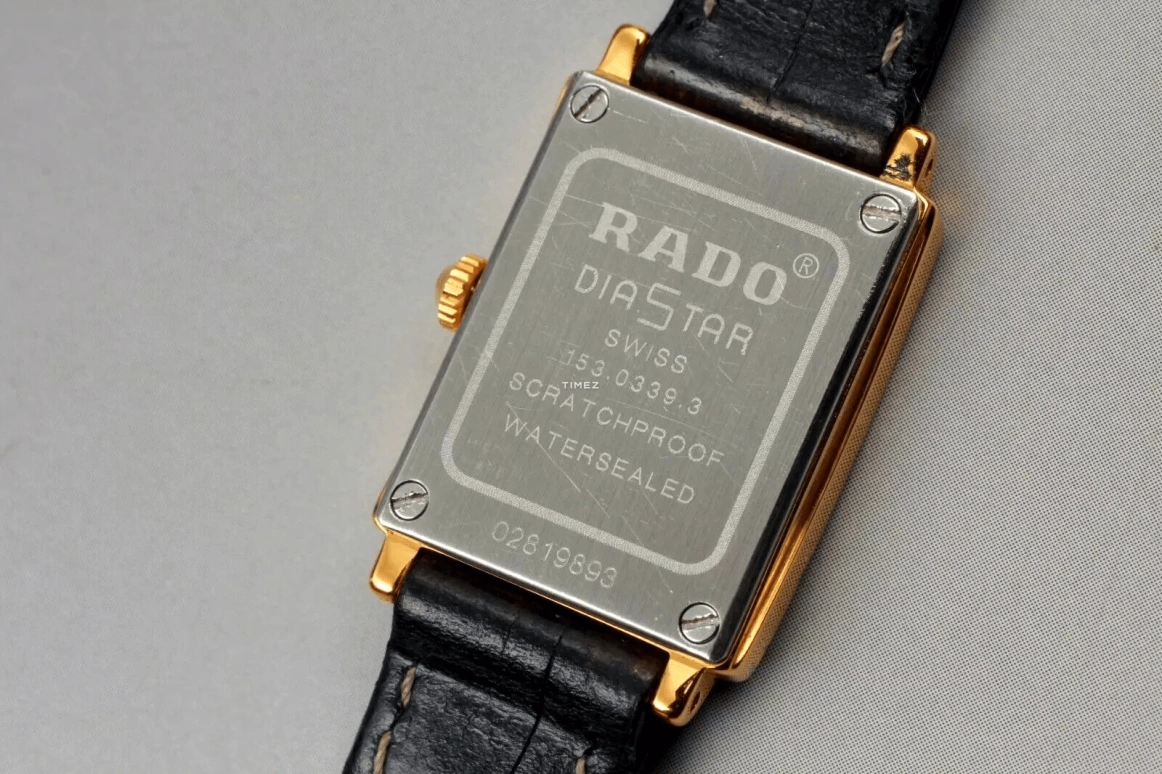 RADO®
DIASTAR
SWISS
153.0339.3
TIMEZ
SCRATCHPROOF
WATERSEALED
02819893